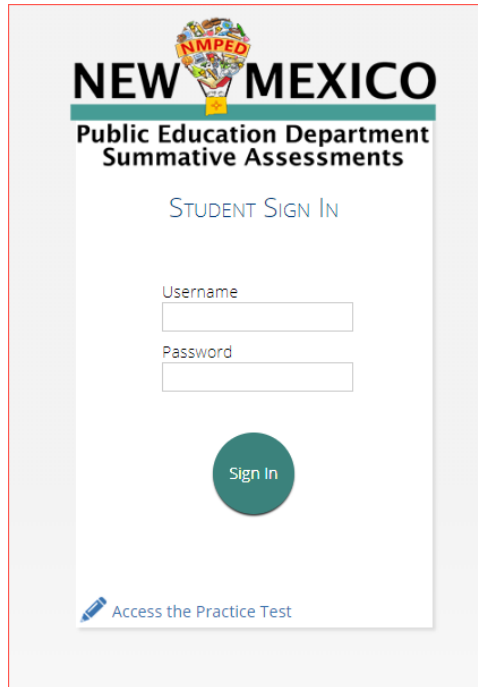 NMPED
NEW MEXICO
Public Education Department
Summative Assessments
Student Sign In
Username
Password
Sign In
Access the Practice Test